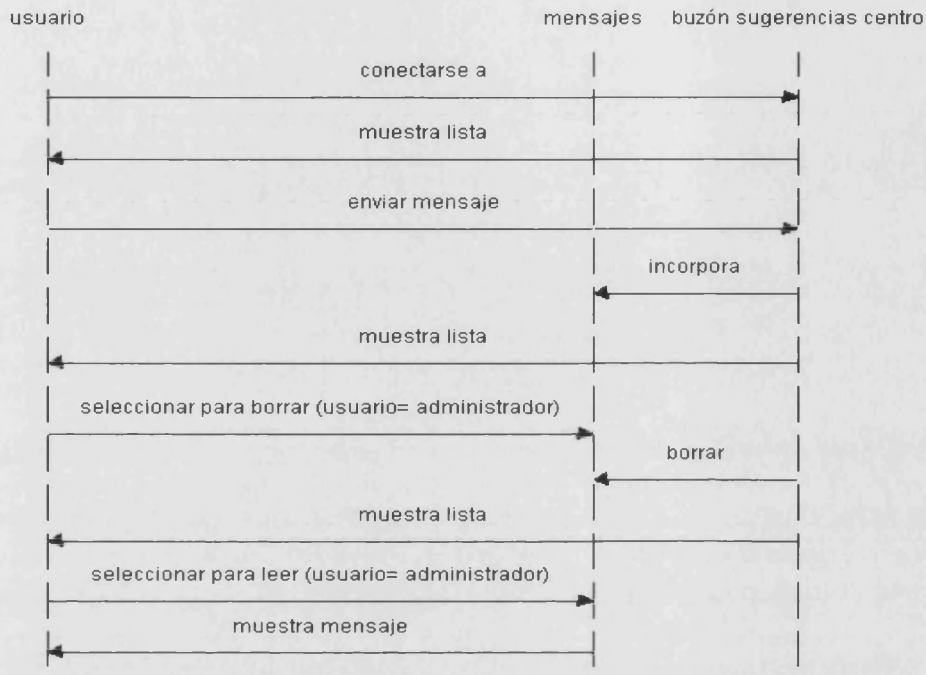 usuario
mensajes
buzón sugerencias centro
conectarse a
muestra lista
enviar mensaje
incorpora
muestra lista
seleccionar para borrar (usuario= administrador)
borrar
muestra lista
seleccionar para leer (usuario= administrador)
muestra mensaje